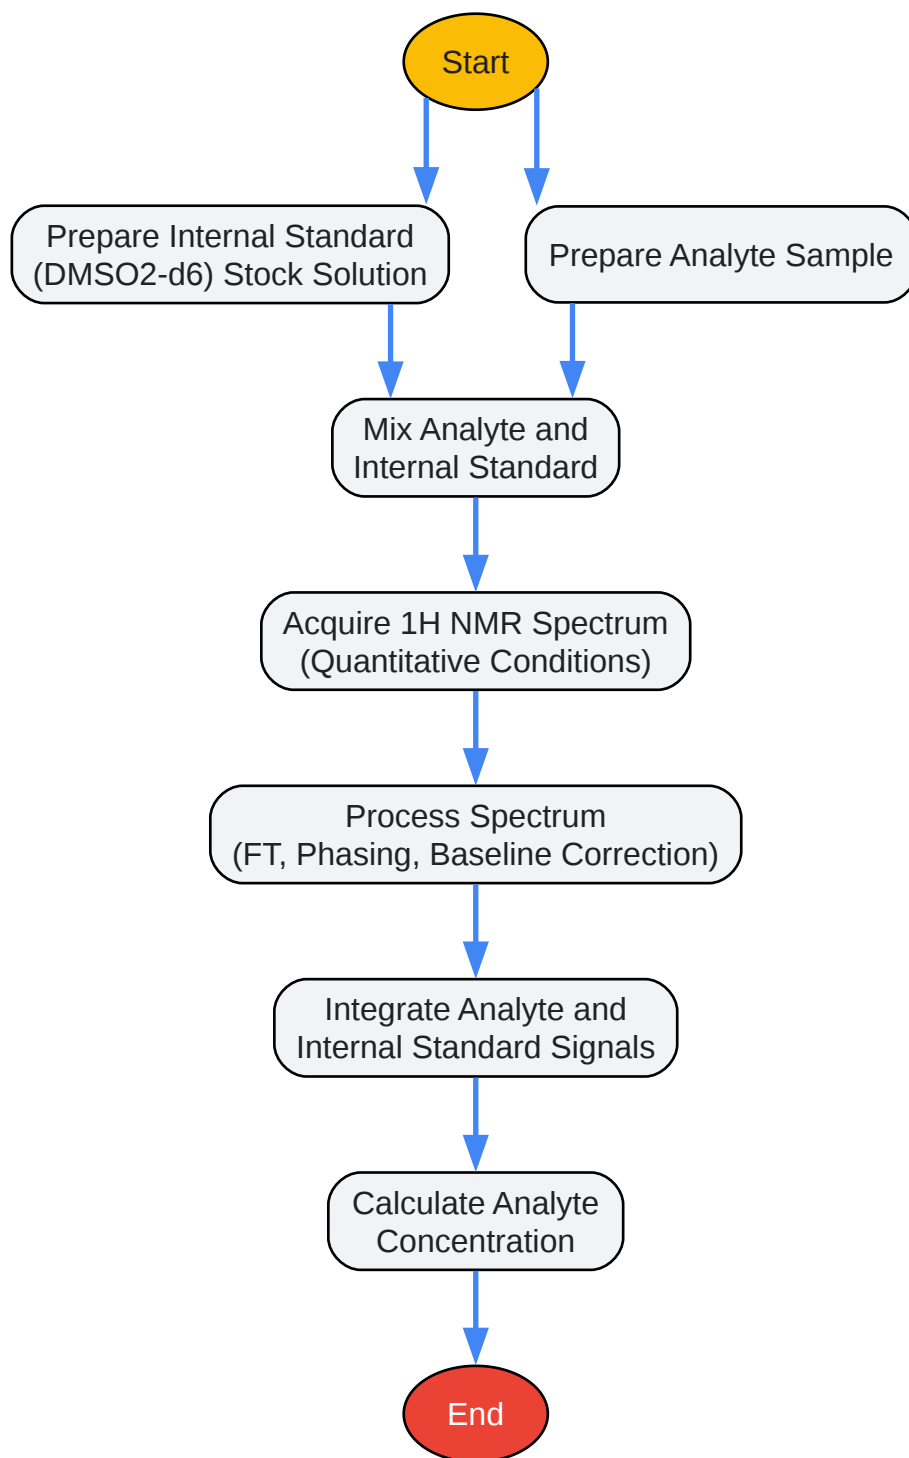 Start
Prepare Internal Standard
(DMSO2-d6) Stock Solution
Prepare Analyte Sample
Mix Analyte and
Internal Standard
Acquire 1H NMR Spectrum
(Quantitative Conditions)
Process Spectrum
(FT, Phasing, Baseline Correction)
Integrate Analyte and
Internal Standard Signals
Calculate Analyte
Concentration
End